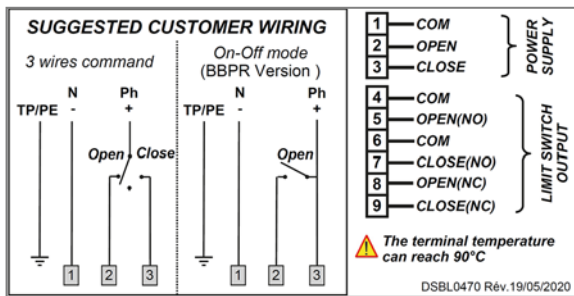 SUGGESTED CUSTOMER WIRING
3 wires command
On-Off mode
(BBPR Version )
N Ph
TP/PE - +
Open Close
1 2 3
N Ph
TP/PE - +
Open
1 2 3
1 COM
2 OPEN
3 CLOSE
POWER
SUPPLY
4 COM
5 OPEN(NO)
6 COM
7 CLOSE(NO)
8 OPEN(NC)
9 CLOSE(NC)
LIMIT SWITCH
OUTPUT
The terminal temperature
can reach 90°C
DSBL0470 Rév.19/05/2020